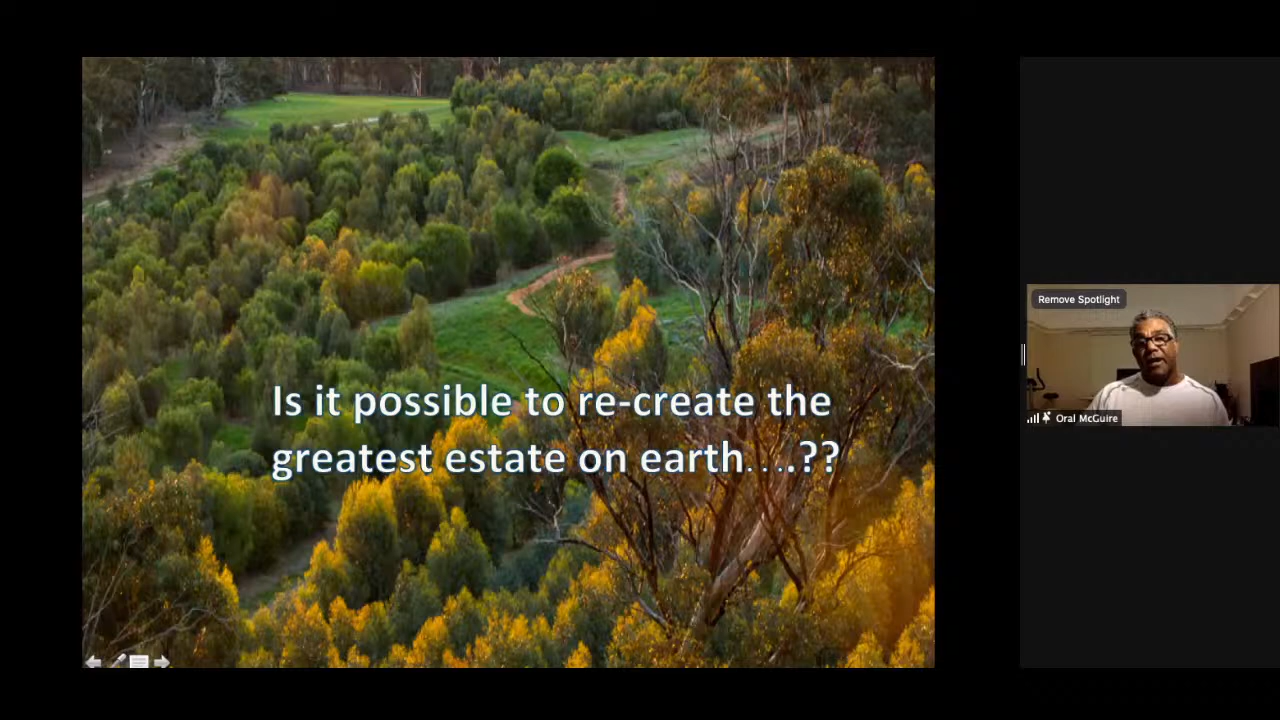 Is it possible to re-create the
greatest estate on earth….??
Remove Spotlight
Oral McGuire